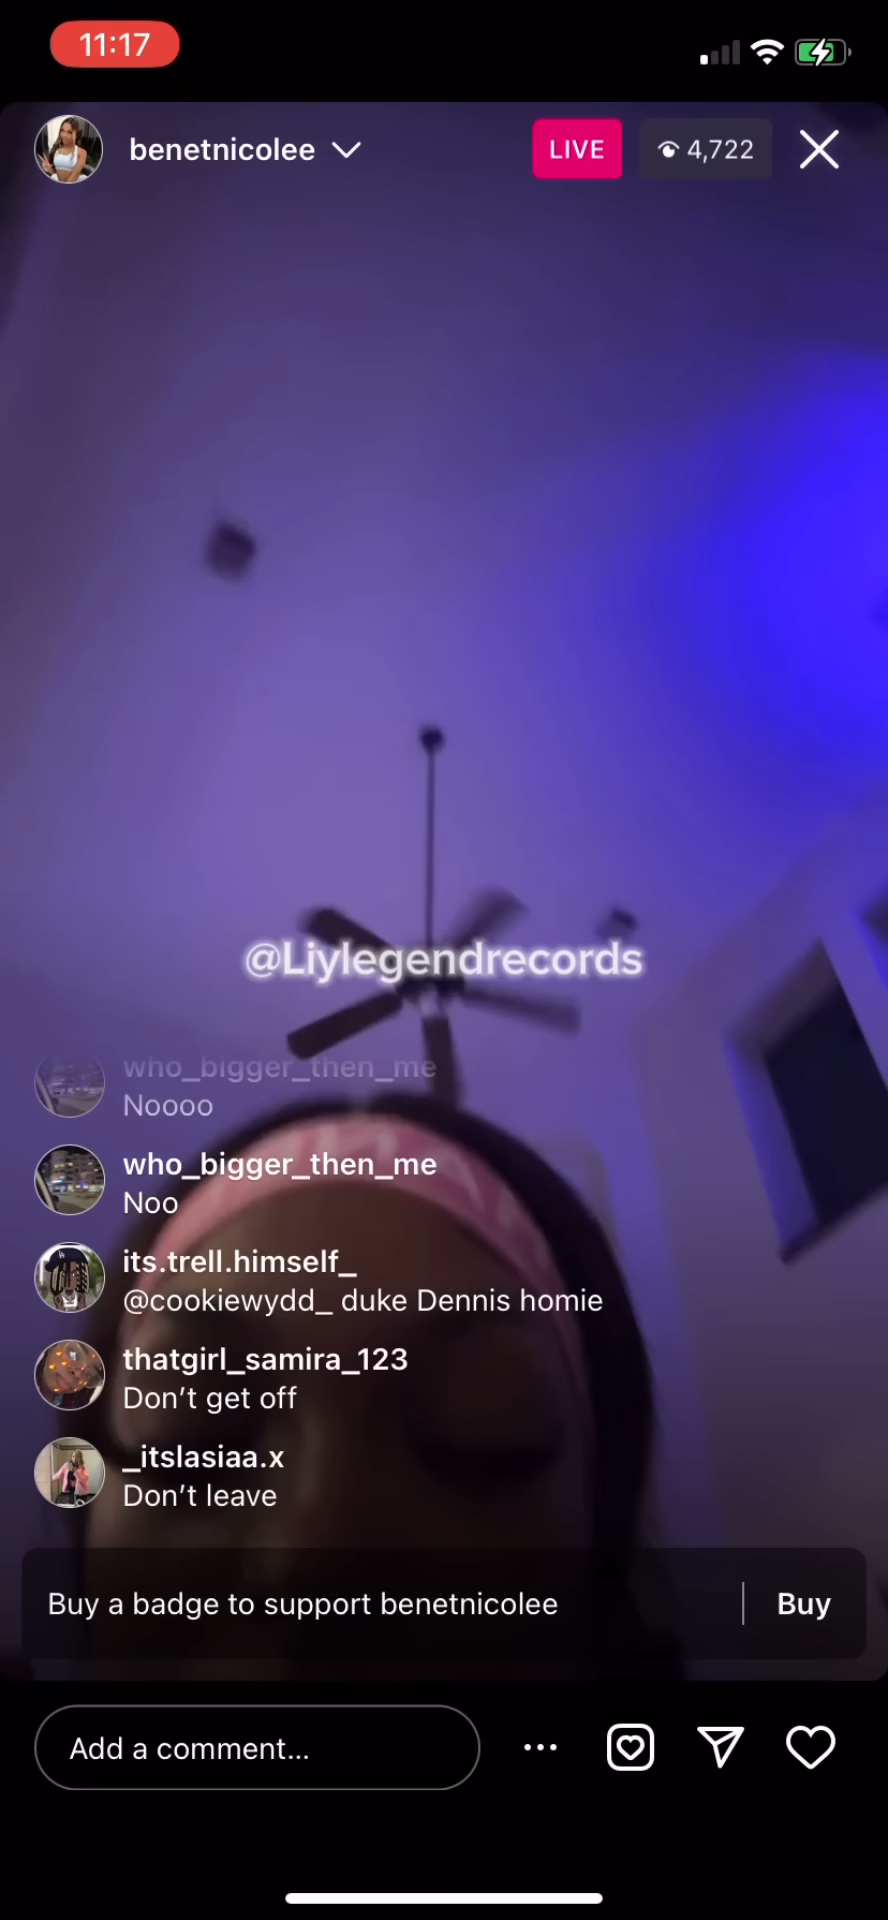 11:17
benetnicolee
LIVE
4,722
@Liylegendrecords
who_bigger_then_me
Noooo
who_bigger_then_me
Noo
its.trell.himself_
@cookiewydd_ duke Dennis homie
thatgirl_samira_123
Don't get off
_itslasiaa.x
Don't leave
Buy a badge to support benetnicolee
Buy
Add a comment...